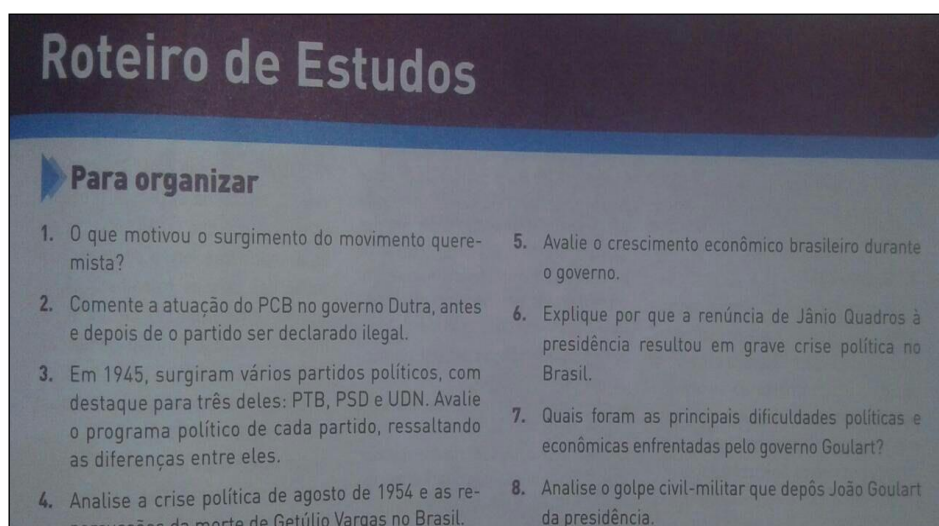 Roteiro de Estudos
Para organizar
1. O que motivou o surgimento do movimento quere-
mista?
2. Comente a atuação do PCB no governo Dutra, antes
e depois de o partido ser declarado ilegal.
3. Em 1945, surgiram vários partidos políticos, com
destaque para três deles: PTB, PSD e UDN. Avalie
o programa político de cada partido, ressaltando
as diferenças entre eles.
4. Analise a crise política de agosto de 1954 e as re-
percussões da morte de Getúlio Vargas no Brasil.
5. Avalie o crescimento econômico brasileiro durante
o governo.
6. Explique por que a renúncia de Jânio Quadros à
presidência resultou em grave crise política no
Brasil.
7. Quais foram as principais dificuldades políticas e
econômicas enfrentadas pelo governo Goulart?
8. Analise o golpe civil-militar que depôs João Goulart
da presidência.